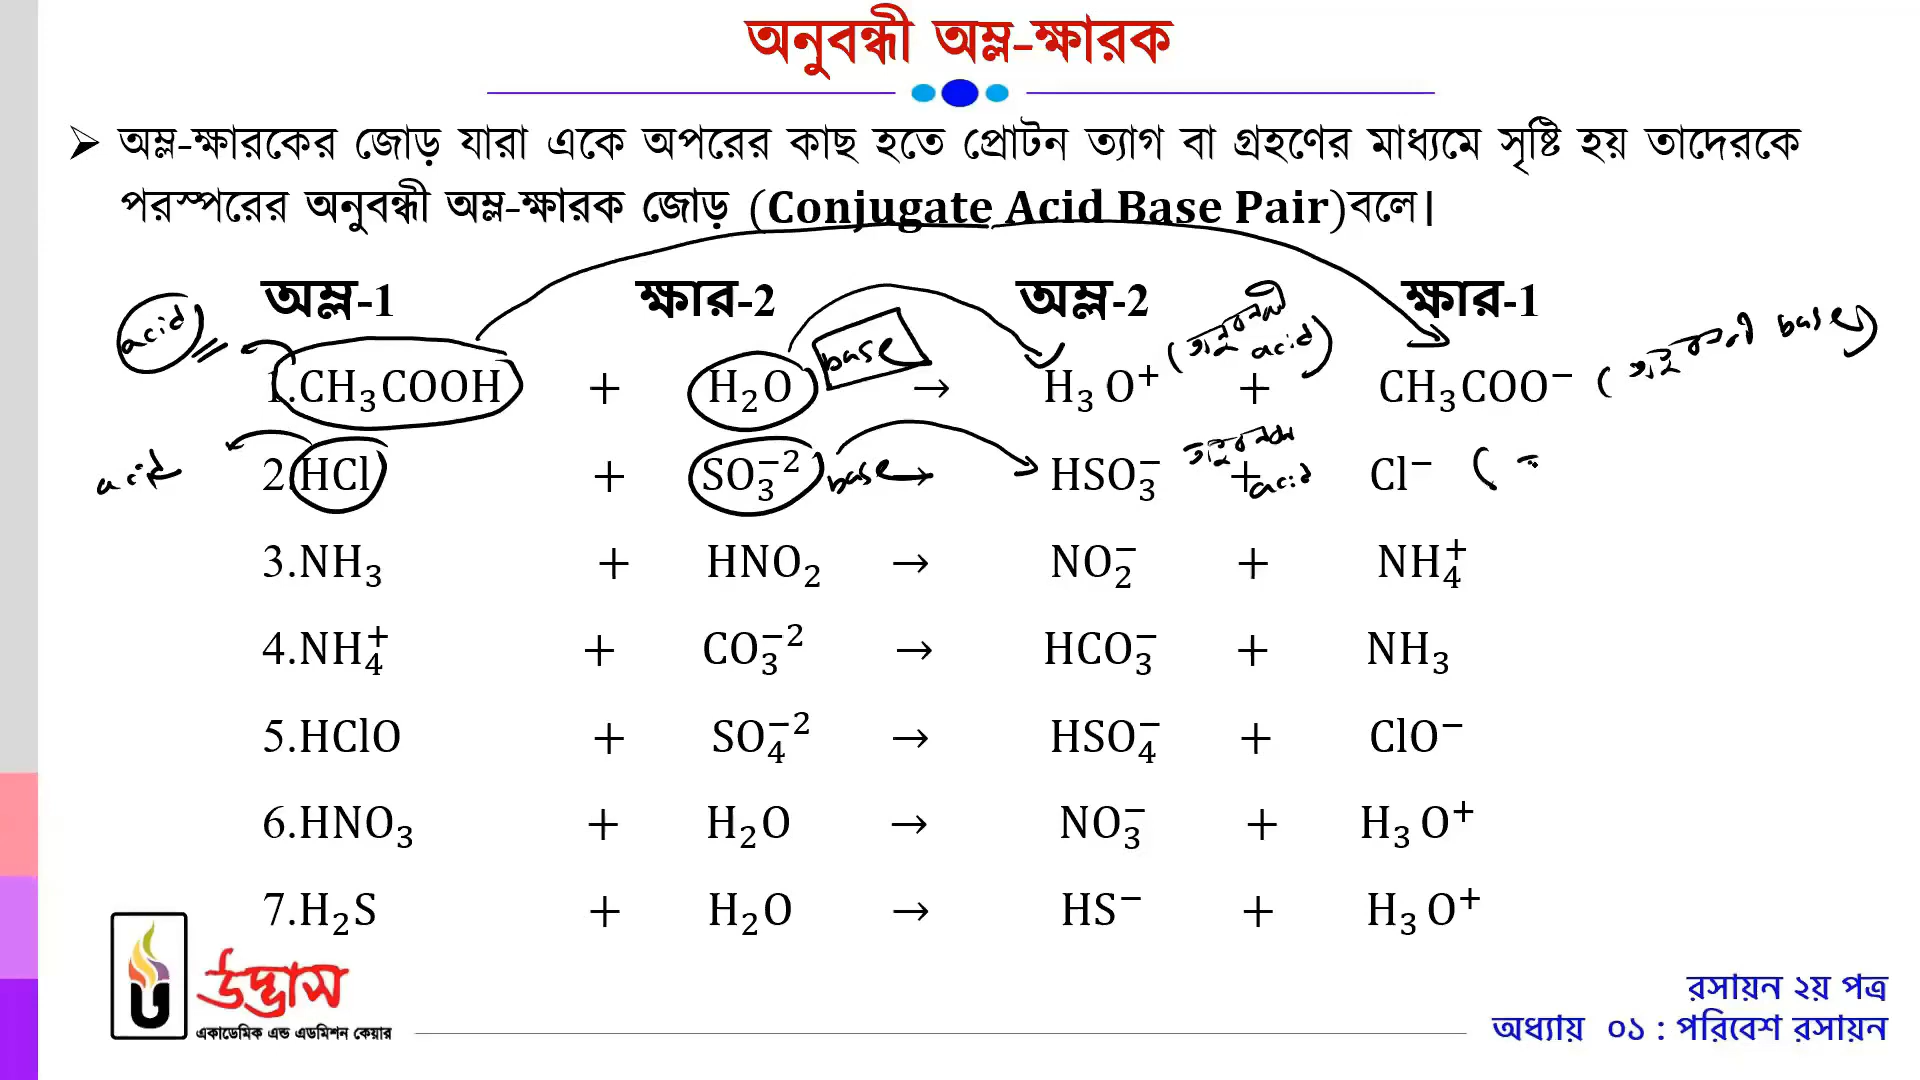 অনুবন্ধী অম্ল-ক্ষারক
➢ অম্ল-ক্ষারকের জোড় যারা একে অপরের কাছ হতে প্রোটন ত্যাগ বা গ্রহণের মাধ্যমে সৃষ্টি হয় তাদেরকে
পরস্পরের অনুবন্ধী অম্ল-ক্ষারক জোড় (Conjugate Acid Base Pair)বলে।
অম্ল-1 ক্ষার-2 অম্ল-2 ক্ষার-1
acid base acid base
1.CH₃COOH + H₂O → H₃O⁺ + CH₃COO⁻
acid 2.HCl + SO₃⁻² base → HSO₃⁻ + acid Cl⁻
3.NH₃ + HNO₂ → NO₂⁻ + NH₄⁺
4.NH₄⁺ + CO₃⁻² → HCO₃⁻ + NH₃
5.HClO + SO₄⁻² → HSO₄⁻ + ClO⁻
6.HNO₃ + H₂O → NO₃⁻ + H₃O⁺
7.H₂S + H₂O → HS⁻ + H₃O⁺
উদ্ভাস
একাডেমিক এন্ড এডমিশন কেয়ার
রসায়ন ২য় পত্র
অধ্যায় ০১ : পরিবেশ রসায়ন